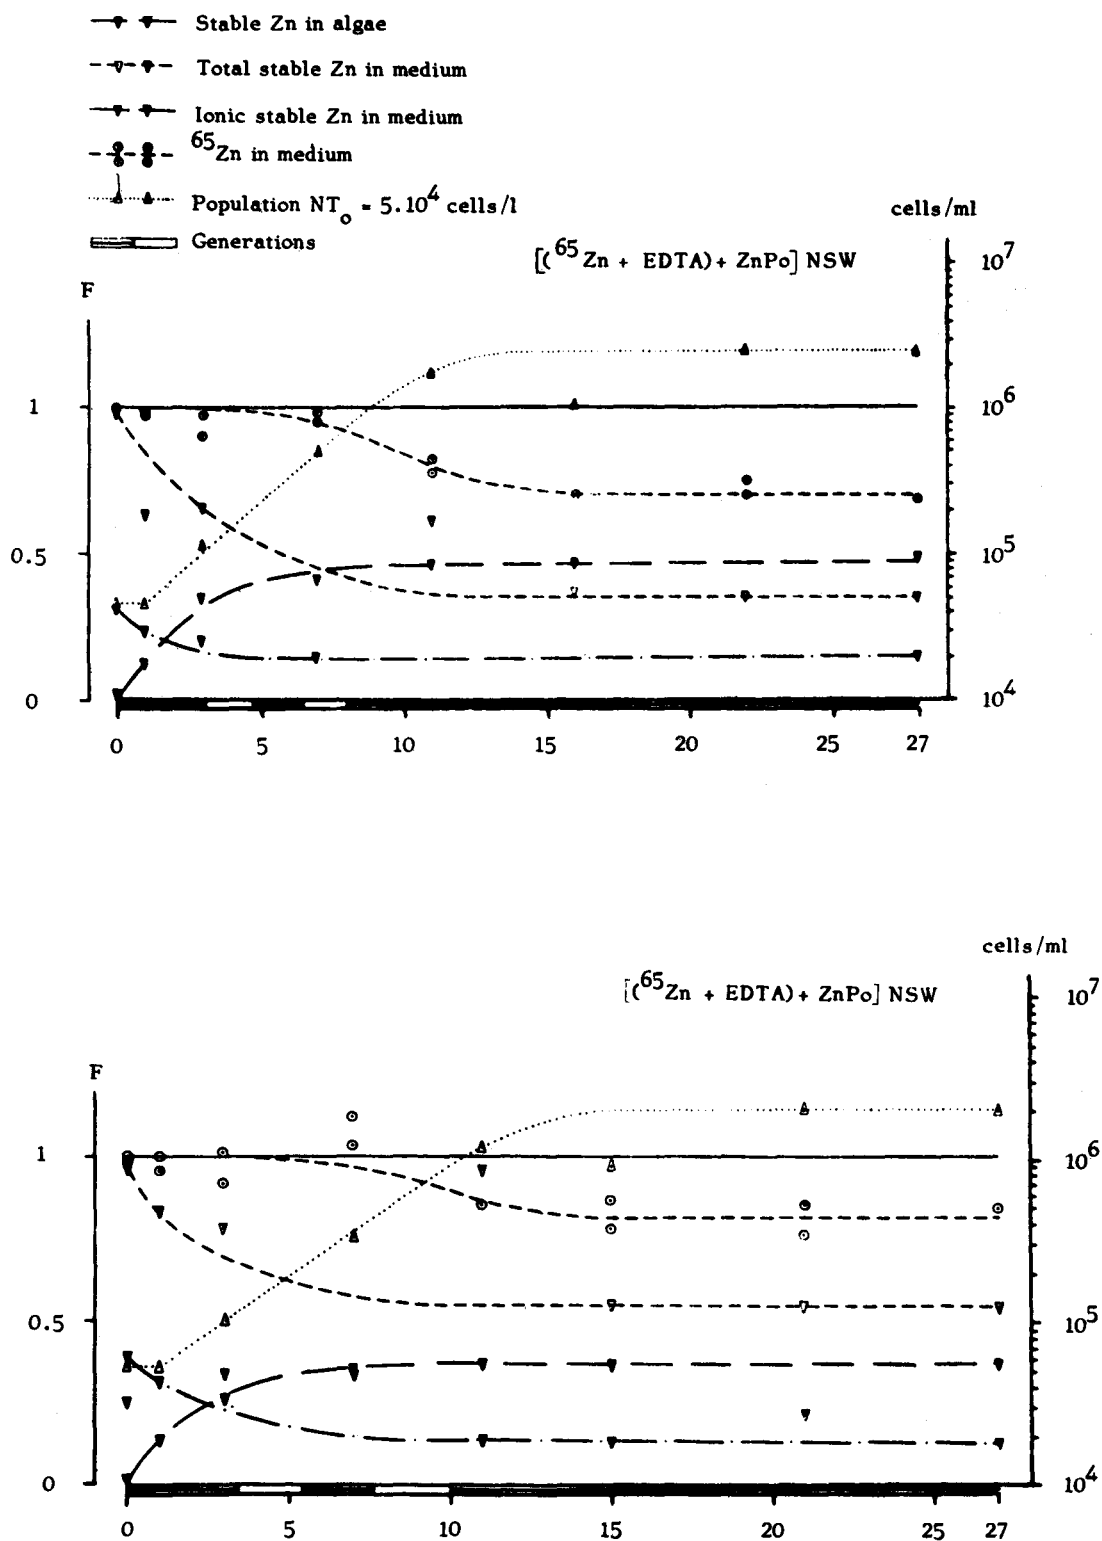 Stable Zn in algae
Total stable Zn in medium
Ionic stable Zn in medium
65Zn in medium
Population NTo = 5.10^4 cells/l
Generations
cells/ml
[(65Zn + EDTA) + ZnPo] NSW
F
10^7
1
10^6
0.5
10^5
0
10^4
0 5 10 15 20 25 27
cells/ml
[(65Zn + EDTA) + ZnPo] NSW
10^7
F
1
10^6
0.5
10^5
0
10^4
0 5 10 15 20 25 27